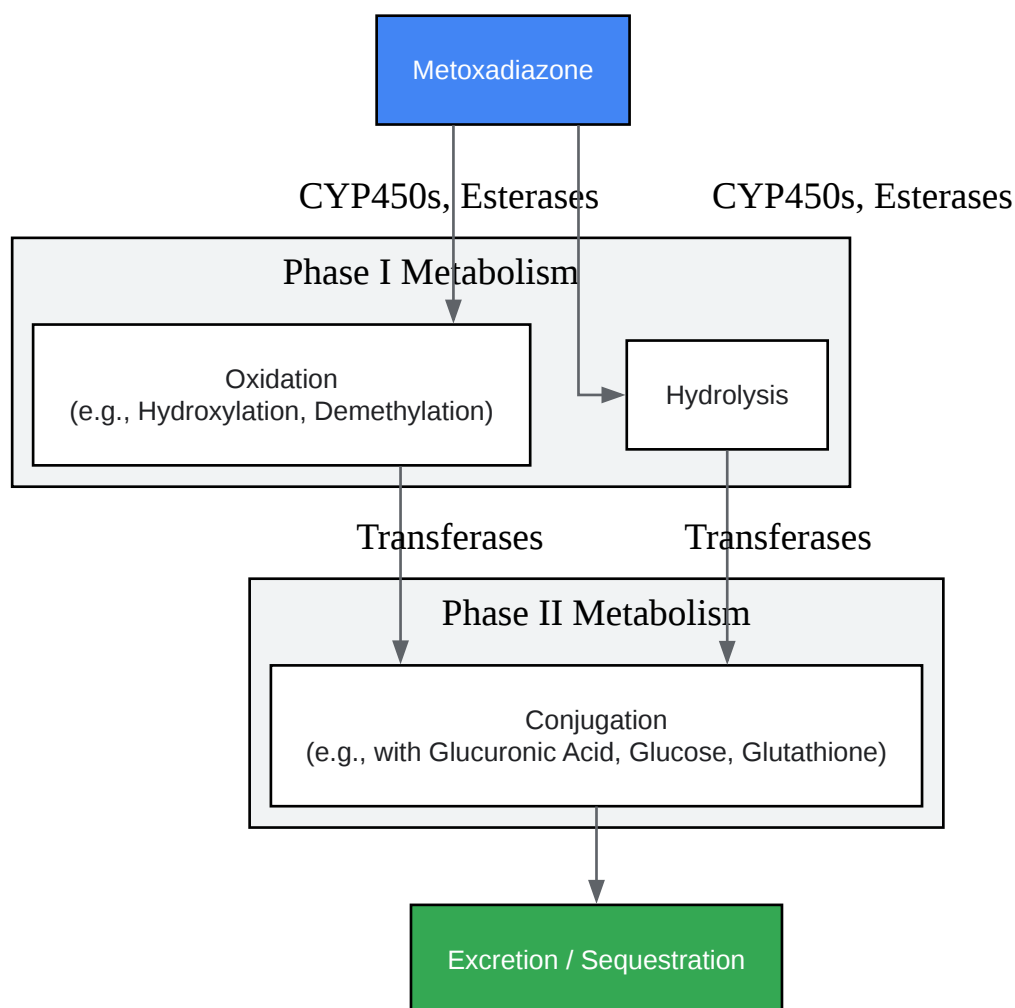 Metoxadiazone
CYP450s, Esterases
CYP450s, Esterases
Phase I Metabolism
Oxidation
(e.g., Hydroxylation, Demethylation)
Hydrolysis
Transferases
Transferases
Phase II Metabolism
Conjugation
(e.g., with Glucuronic Acid, Glucose, Glutathione)
Excretion / Sequestration